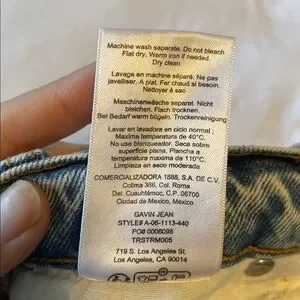 Machine wash separate. Do not bleach
Flat dry. Warm iron if needed.
Dry clean
Lavage en machine séparé. Ne pas
javelliser. A plat. Fer chaud si besoin.
Nettoyer à sec
Maschinenwäsche separat. Nicht
bleichen. Flach trocknen.
Bei Bedarf warm bügeln. Trockenreinigung
Lavar en lavadora en ciclo normal ;
Maxima temperatura de 40°C.
No use blanqueador. Seca sobre
superficie plana. Plancha a
temperatura maxima de 110°C.
Limpieza en seco moderada
COMERCIALIZADORA 1888, S.A. DE C.V.
Colima 366, Col. Roma
Del. Cuauhtémoc, C.P. 06700
Ciudad de Mexico, Mexico
GAVIN JEAN
STYLE# A-06-1113-440
PO# 0006098
TRSTRM005
719 S. Los Angeles St.
Los Angeles, CA 90014